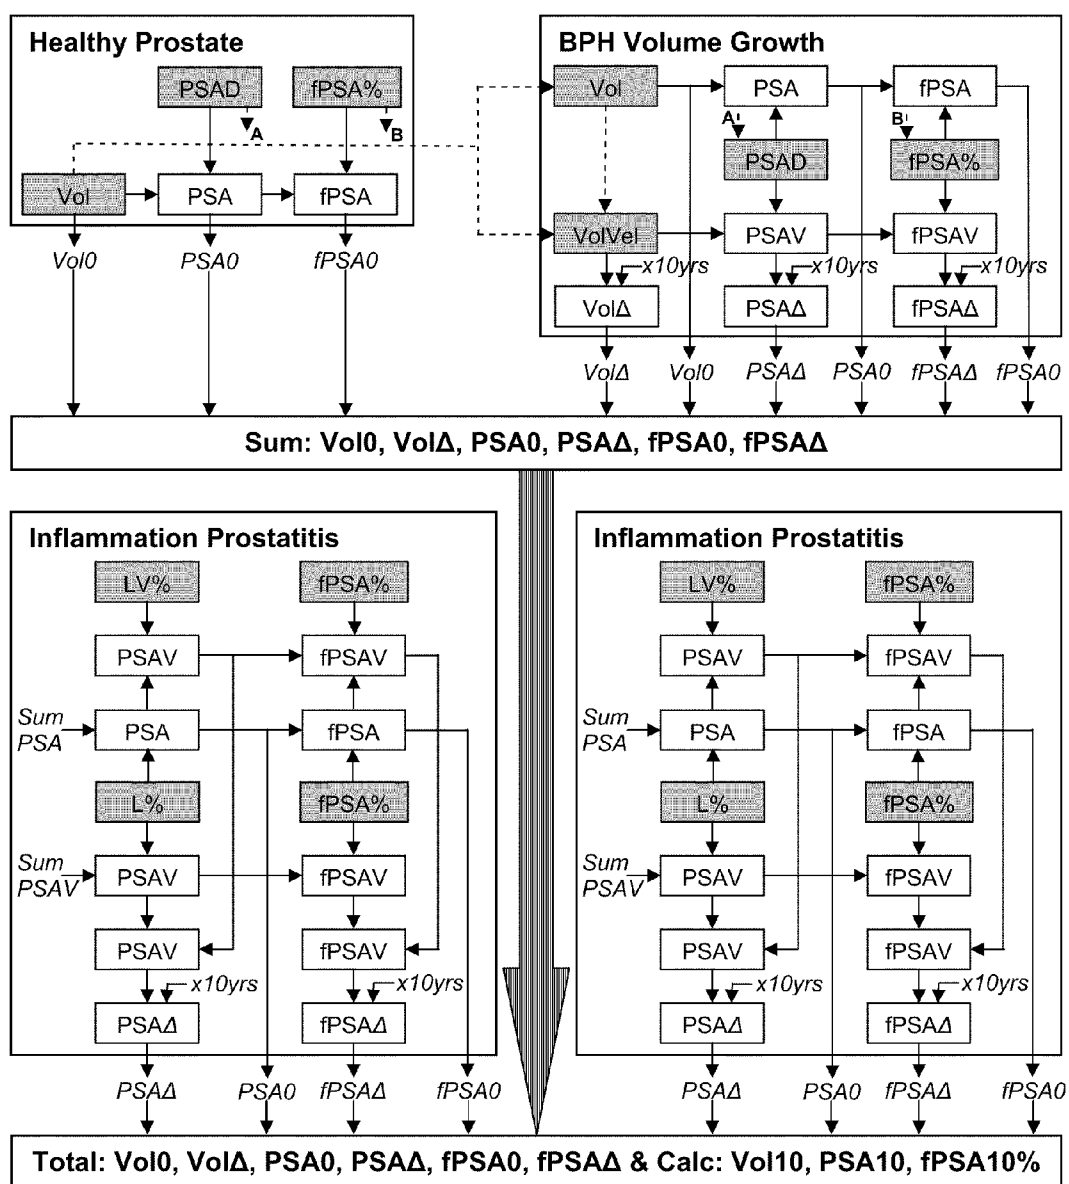 Healthy Prostate
PSAD
fPSA%
A
B
Vol
PSA
fPSA
Vol0
PSA0
fPSA0
BPH Volume Growth
Vol
PSA
fPSA
A
B
PSAD
fPSA%
VolVel
PSAV
fPSAV
x10yrs
x10yrs
x10yrs
VolΔ
PSAΔ
fPSAΔ
VolΔ
Vol0
PSAΔ
PSA0
fPSAΔ
fPSA0
Sum: Vol0, VolΔ, PSA0, PSAΔ, fPSA0, fPSAΔ
Inflammation Prostatitis
LV%
fPSA%
PSAV
fPSAV
Sum
PSA
PSA
fPSA
L%
fPSA%
Sum
PSAV
PSAV
fPSAV
PSAV
fPSAV
x10yrs
x10yrs
PSAΔ
fPSAΔ
PSAΔ
PSA0
fPSAΔ
fPSA0
Inflammation Prostatitis
LV%
fPSA%
PSAV
fPSAV
Sum
PSA
PSA
fPSA
L%
fPSA%
Sum
PSAV
PSAV
fPSAV
PSAV
fPSAV
x10yrs
x10yrs
PSAΔ
fPSAΔ
PSAΔ
PSA0
fPSAΔ
fPSA0
Total: Vol0, VolΔ, PSA0, PSAΔ, fPSA0, fPSAΔ & Calc: Vol10, PSA10, fPSA10%